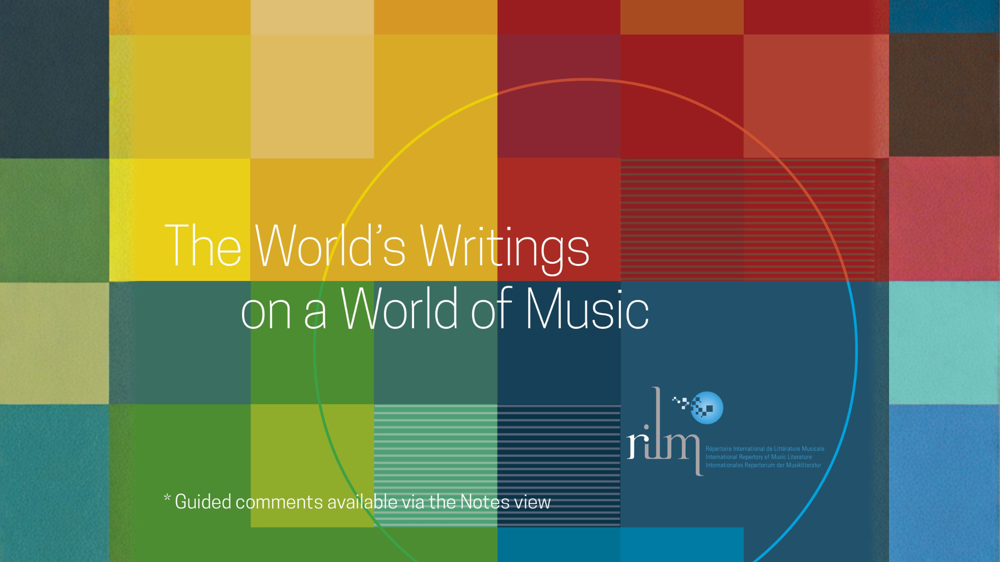 The World’s Writings
on a World of Music
rilm
Répertoire International de Littérature Musicale
International Repertory of Music Literature
Internationales Repertorium der Musikliteratur
* Guided comments available via the Notes view